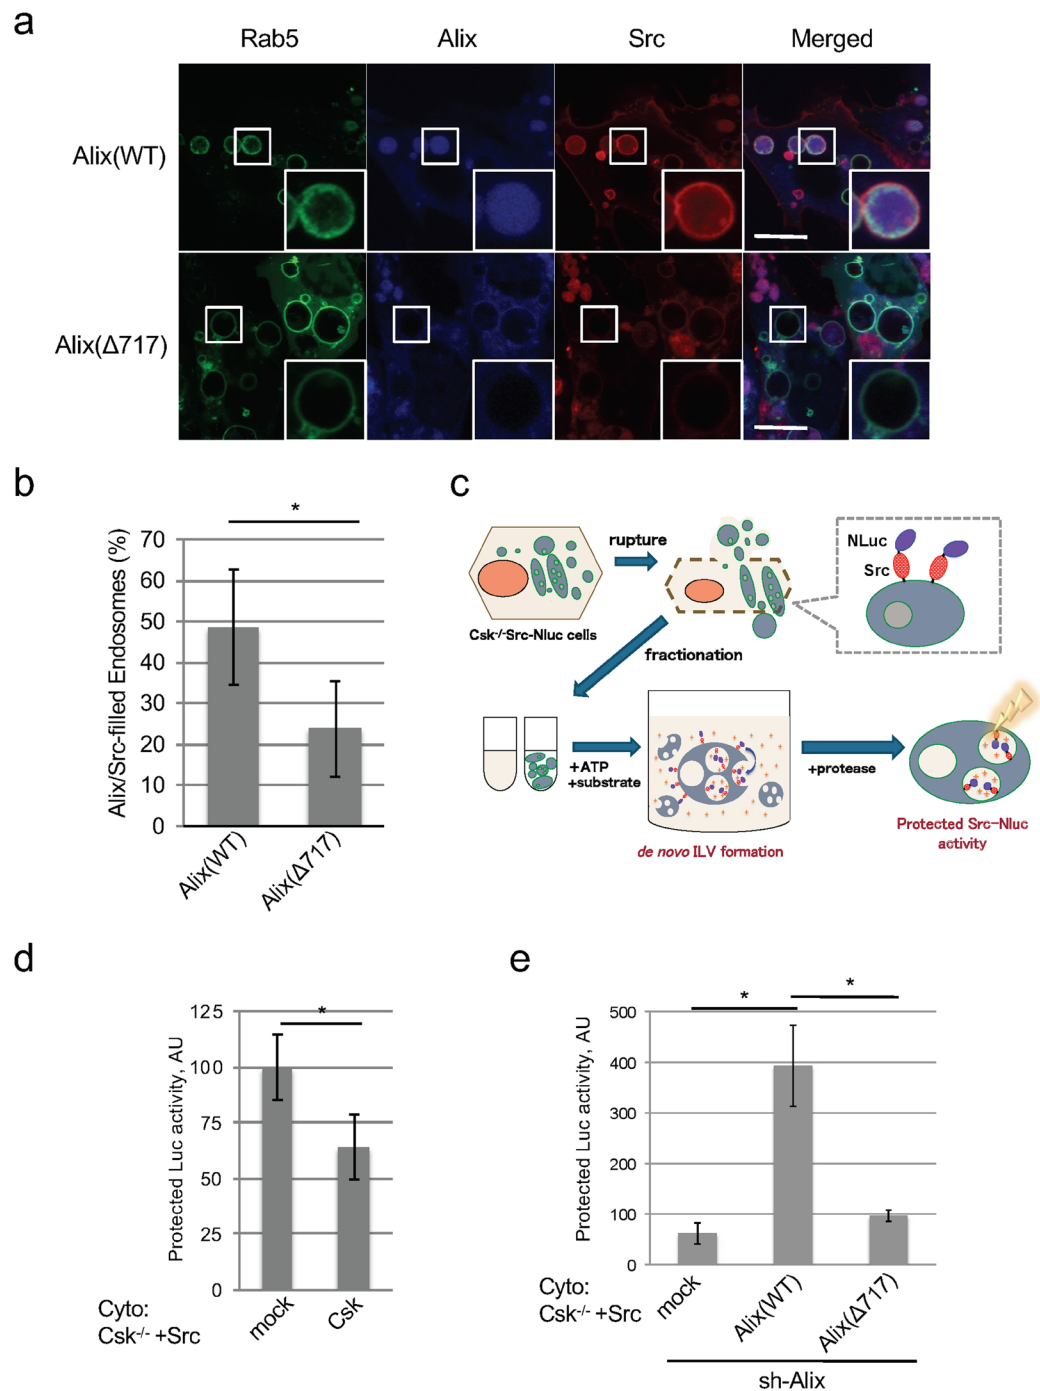 a
Rab5 Alix Src Merged
Alix(WT)
Alix(Δ717)
b
*
Alix/Src-filled Endosomes (%)
70
60
50
40
30
20
10
0
Alix(WT)
Alix(Δ717)
c
rupture
NLuc
Src
Csk-/-Src-Nluc cells
fractionation
+ATP
+substrate
+protease
de novo ILV formation
Protected Src-Nluc
activity
d
*
Protected Luc activity, AU
125
100
75
50
25
0
Cyto:
Csk-/- +Src
mock
Csk
e
* *
Protected Luc activity, AU
500
400
300
200
100
0
Cyto:
Csk-/- +Src
mock
Alix(WT)
Alix(Δ717)
sh-Alix